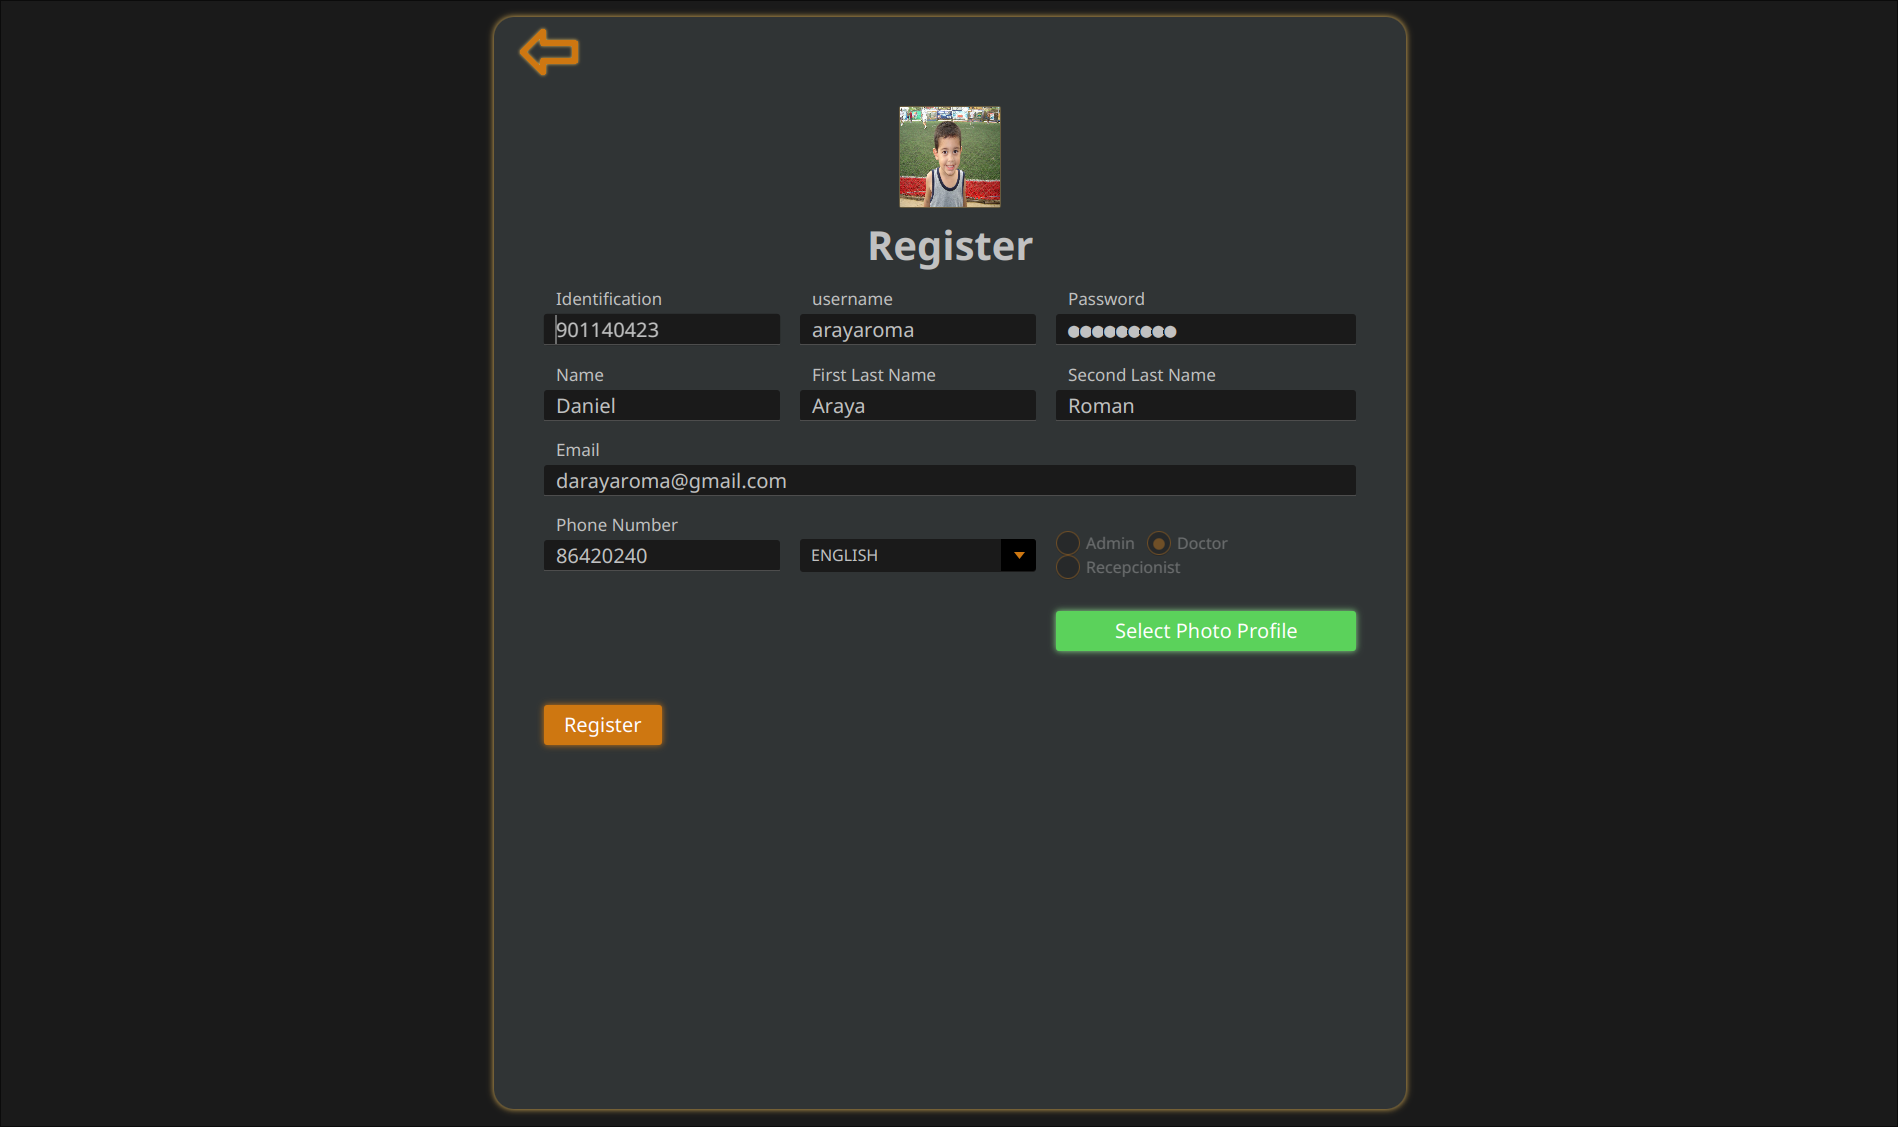 Register
Identification username Password
901140423 arayaroma
Name First Last Name Second Last Name
Daniel Araya Roman
Email
darayaroma@gmail.com
Phone Number
86420240 ENGLISH
Admin Doctor
Recepcionist
Select Photo Profile
Register